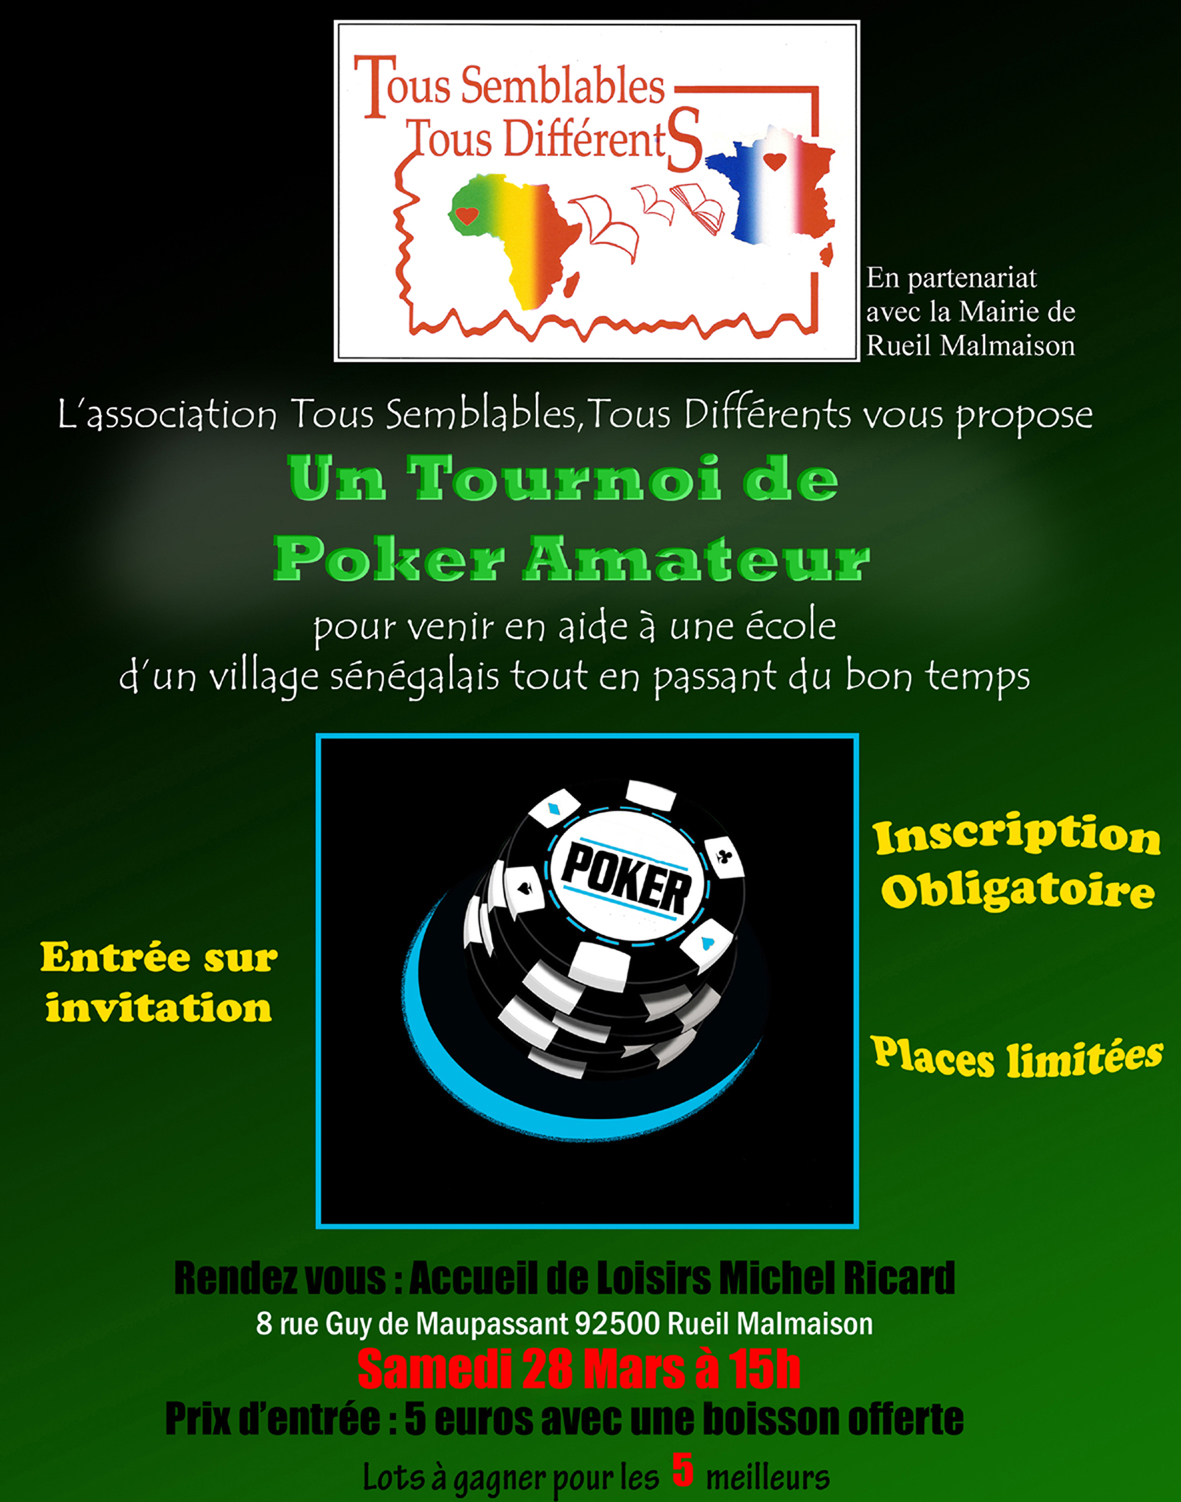 Tous Semblables
Tous DifférentS
En partenariat
avec la Mairie de
Rueil Malmaison
L'association Tous Semblables,Tous Différents vous propose
Un Tournoi de
Poker Amateur
pour venir en aide à une école
d'un village sénégalais tout en passant du bon temps
POKER
Inscription
Obligatoire
Entrée sur
invitation
Places limitées
Rendez vous : Accueil de Loisirs Michel Ricard
8 rue Guy de Maupassant 92500 Rueil Malmaison
Samedi 28 Mars à 15h
Prix d'entrée : 5 euros avec une boisson offerte
Lots à gagner pour les 5 meilleurs